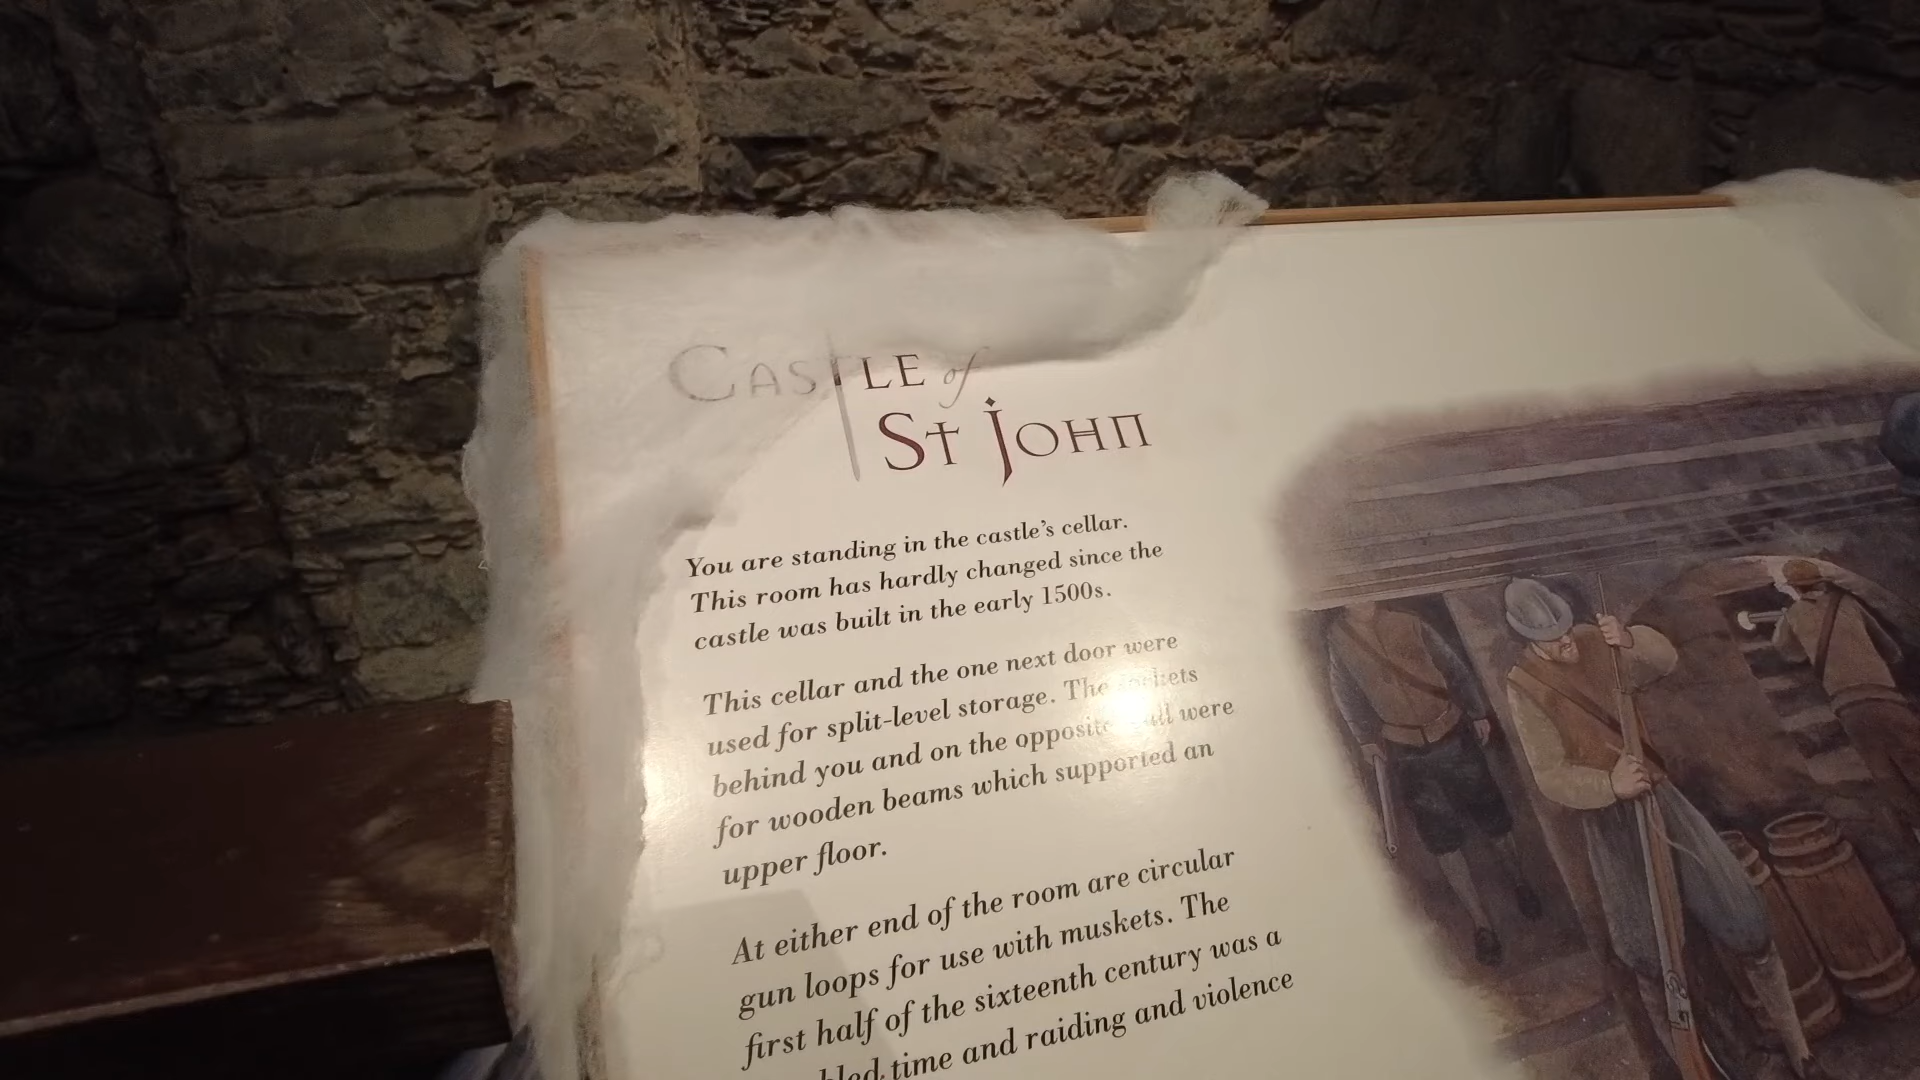 CASTLE of
ST JOHN
You are standing in the castle's cellar.
This room has hardly changed since the
castle was built in the early 1500s.
This cellar and the one next door were
used for split-level storage. The sockets
behind you and on the opposite wall were
for wooden beams which supported an
upper floor.
At either end of the room are circular
gun loops for use with muskets. The
first half of the sixteenth century was a
time and raiding and violence